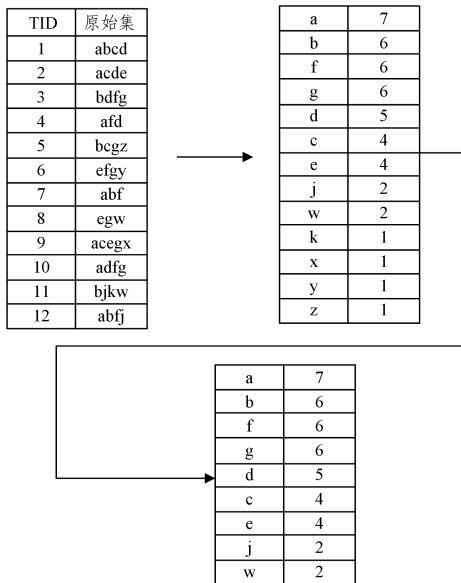 TID 原始集
1 abcd
2 acde
3 bdfg
4 afd
5 bcgz
6 efgy
7 abf
8 egw
9 acegx
10 adfg
11 bjkw
12 abfj
a 7
b 6
f 6
g 6
d 5
c 4
e 4
j 2
w 2
k 1
x 1
y 1
z 1
a 7
b 6
f 6
g 6
d 5
c 4
e 4
j 2
w 2